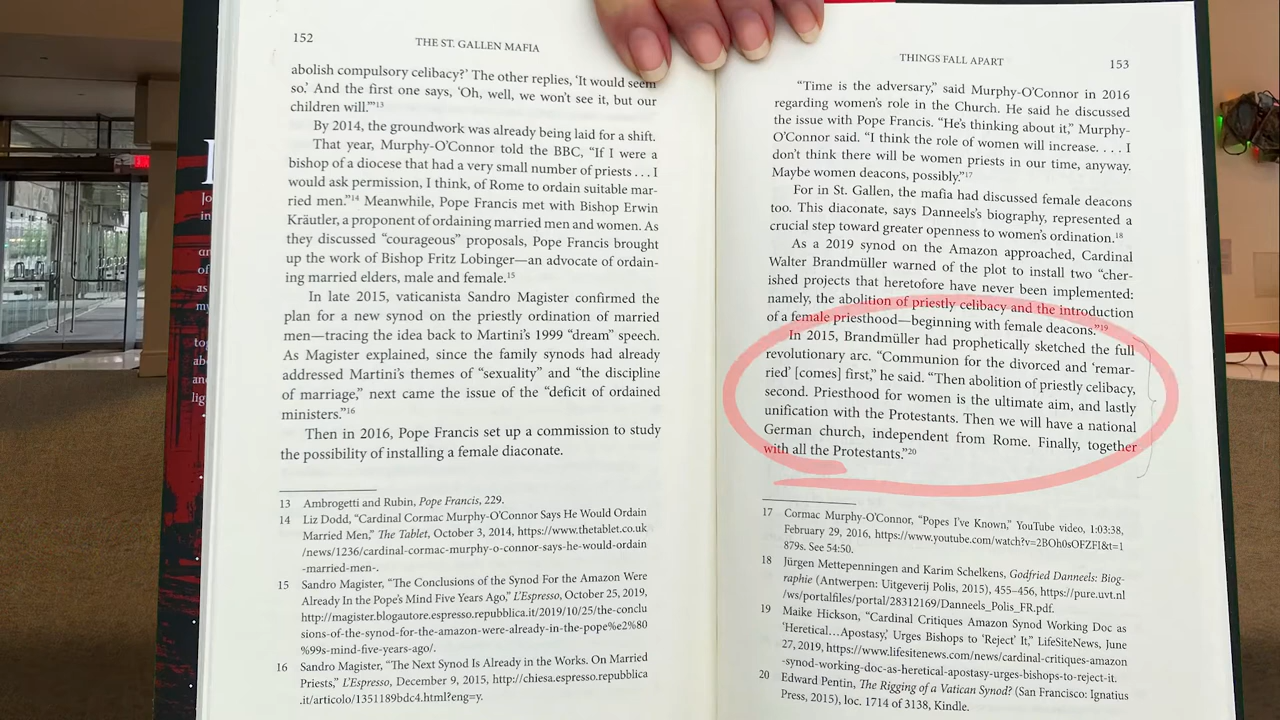 152
THE ST. GALLEN MAFIA
abolish compulsory celibacy?’ The other replies, ‘It would seem
so.’ And the first one says, ‘Oh, well, we won’t see it, but our
children will.’”13
By 2014, the groundwork was already being laid for a shift.
That year, Murphy-O’Connor told the BBC, “If I were a
bishop of a diocese that had a very small number of priests . . . I
would ask permission, I think, of Rome to ordain suitable mar-
ried men.”14 Meanwhile, Pope Francis met with Bishop Erwin
Kräutler, a proponent of ordaining married men and women. As
they discussed “courageous” proposals, Pope Francis brought
up the work of Bishop Fritz Lobinger—an advocate of ordain-
ing married elders, male and female.15
In late 2015, vaticanista Sandro Magister confirmed the
plan for a new synod on the priestly ordination of married
men—tracing the idea back to Martini’s 1999 “dream” speech.
As Magister explained, since the family synods had already
addressed Martini’s themes of “sexuality” and “the discipline
of marriage,” next came the issue of the “deficit of ordained
ministers.”16
Then in 2016, Pope Francis set up a commission to study
the possibility of installing a female diaconate.
13 Ambrogetti and Rubin, Pope Francis, 229.
14 Liz Dodd, “Cardinal Cormac Murphy-O’Connor Says He Would Ordain
Married Men,” The Tablet, October 3, 2014, https://www.thetablet.co.uk
/news/1236/cardinal-cormac-murphy-o-connor-says-he-would-ordain
-married-men-.
15 Sandro Magister, “The Conclusions of the Synod For the Amazon Were
Already In the Pope’s Mind Five Years Ago,” L’Espresso, October 25, 2019,
http://magister.blogautore.espresso.repubblica.it/2019/10/25/the-conclu
sions-of-the-synod-for-the-amazon-were-already-in-the-pope%e2%80
%99s-mind-five-years-ago/.
16 Sandro Magister, “The Next Synod Is Already in the Works. On Married
Priests,” L’Espresso, December 9, 2015, http://chiesa.espresso.repubblica
.it/articolo/1351189bdc4.html?eng=y.
THINGS FALL APART
153
“Time is the adversary,” said Murphy-O’Connor in 2016
regarding women’s role in the Church. He said he discussed
the issue with Pope Francis. “He’s thinking about it,” Murphy-
O’Connor said. “I think the role of women will increase. . . . I
don’t think there will be women priests in our time, anyway.
Maybe women deacons, possibly.”17
For in St. Gallen, the mafia had discussed female deacons
too. This diaconate, says Danneels’s biography, represented a
crucial step toward greater openness to women’s ordination.18
As a 2019 synod on the Amazon approached, Cardinal
Walter Brandmüller warned of the plot to install two “cher-
ished projects that heretofore have never been implemented:
namely, the abolition of priestly celibacy and the introduction
of a female priesthood—beginning with female deacons.”19
In 2015, Brandmüller had prophetically sketched the full
revolutionary arc. “Communion for the divorced and ‘remar-
ried’ [comes] first,” he said. “Then abolition of priestly celibacy,
second. Priesthood for women is the ultimate aim, and lastly
unification with the Protestants. Then we will have a national
German church, independent from Rome. Finally, together
with all the Protestants.”20
17 Cormac Murphy-O’Connor, “Popes I’ve Known,” YouTube video, 1:03:38,
February 29, 2016, https://www.youtube.com/watch?v=2BOh0sOFZFI&t=1
879s. See 54:50.
18 Jürgen Mettepenningen and Karim Schelkens, Godfried Danneels: Biog-
raphie (Antwerpen: Uitgeverij Polis, 2015), 455–456, https://pure.uvt.nl
/ws/portalfiles/portal/28312169/Danneels_Polis_FR.pdf.
19 Maike Hickson, “Cardinal Critiques Amazon Synod Working Doc as
‘Heretical…Apostasy,’ Urges Bishops to ‘Reject’ It,” LifeSiteNews, June
27, 2019, https://www.lifesitenews.com/news/cardinal-critiques-amazon
-synod-working-doc-as-heretical-apostasy-urges-bishops-to-reject-it.
20 Edward Pentin, The Rigging of a Vatican Synod? (San Francisco: Ignatius
Press, 2015), loc. 1714 of 3138, Kindle.